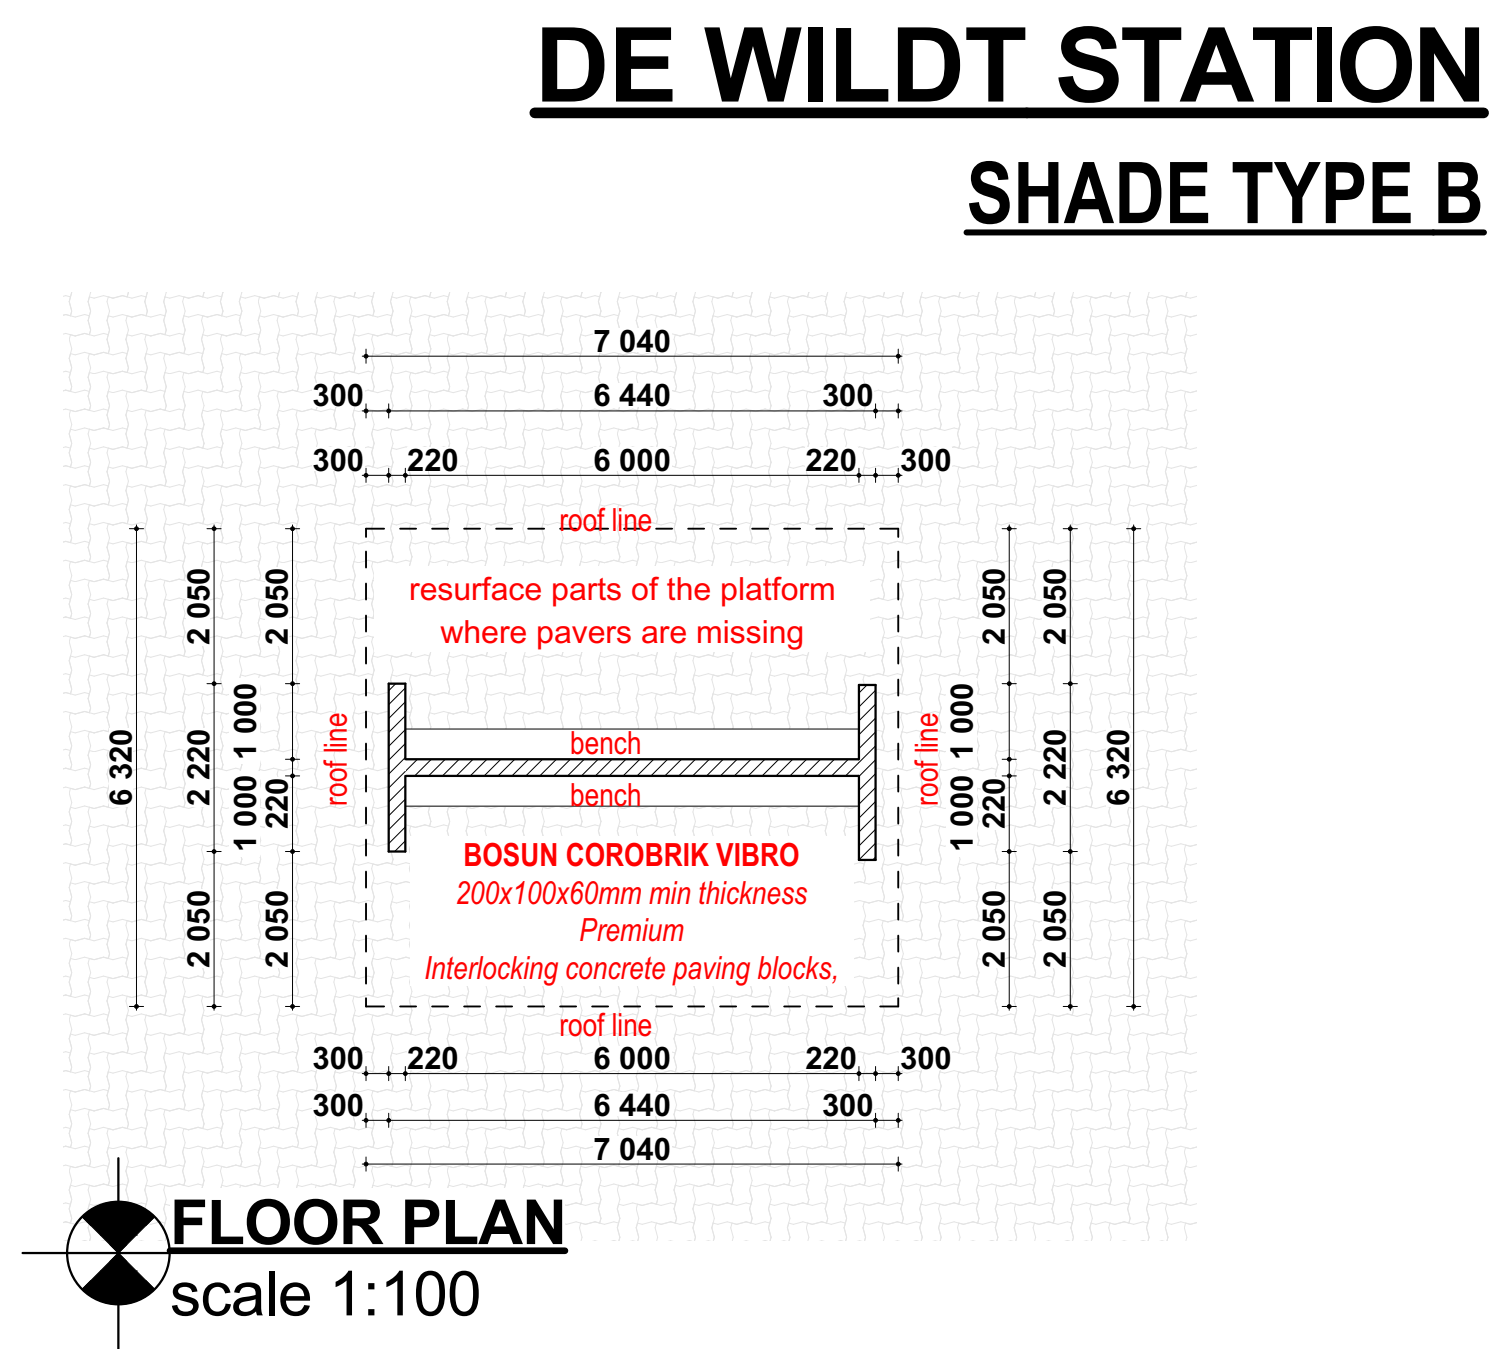 DE WILDT STATION
SHADE TYPE B
7 040
300 6 440 300
300 220 6 000 220 300
roof line
resurface parts of the platform
where pavers are missing
6 320
2 050
2 220
2 050
2 050
1 000
220
1 000
2 050
roof line
bench
bench
roof line
2 050
1 000
220
1 000
2 050
2 050
2 220
2 050
6 320
BOSUN COROBRIK VIBRO
200x100x60mm min thickness
Premium
Interlocking concrete paving blocks,
roof line
300 220 6 000 220 300
300 6 440 300
7 040
FLOOR PLAN
scale 1:100